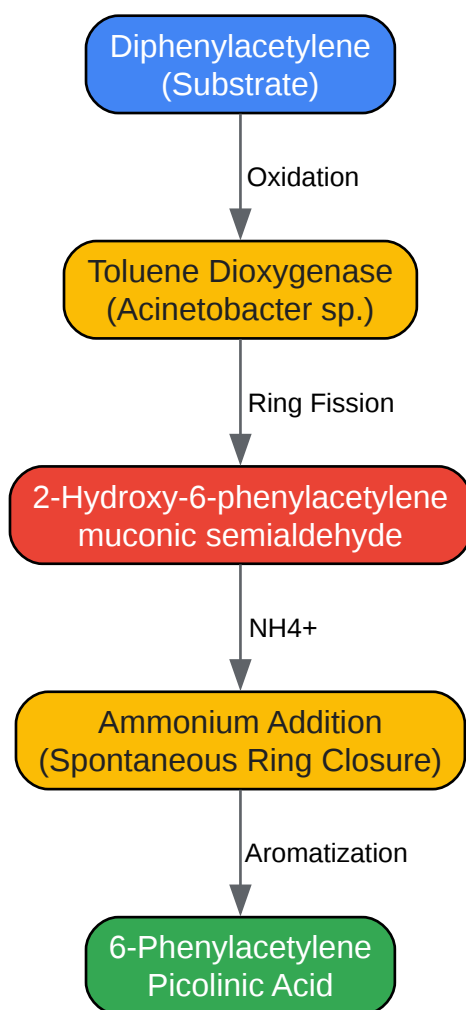 Diphenylacetylene
(Substrate)
Oxidation
Toluene Dioxygenase
(Acinetobacter sp.)
Ring Fission
2-Hydroxy-6-phenylacetylene
muconic semialdehyde
NH4+
Ammonium Addition
(Spontaneous Ring Closure)
Aromatization
6-Phenylacetylene
Picolinic Acid